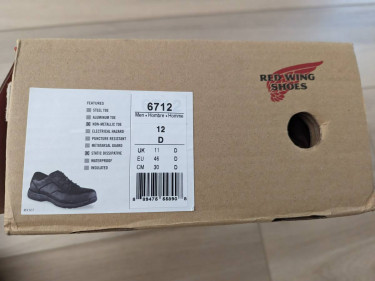 RED WING
SHOES
FEATURES
STEEL TOE
ALUMINUM TOE
NON-METALLIC TOE
ELECTRICAL HAZARD
PUNCTURE RESISTANT
METATARSAL GUARD
STATIC DISSIPATIVE
WATERPROOF
INSULATED
6712
Men • Hombre • Homme
12
D
UK 11 D
EU 46 D
CM 30 D